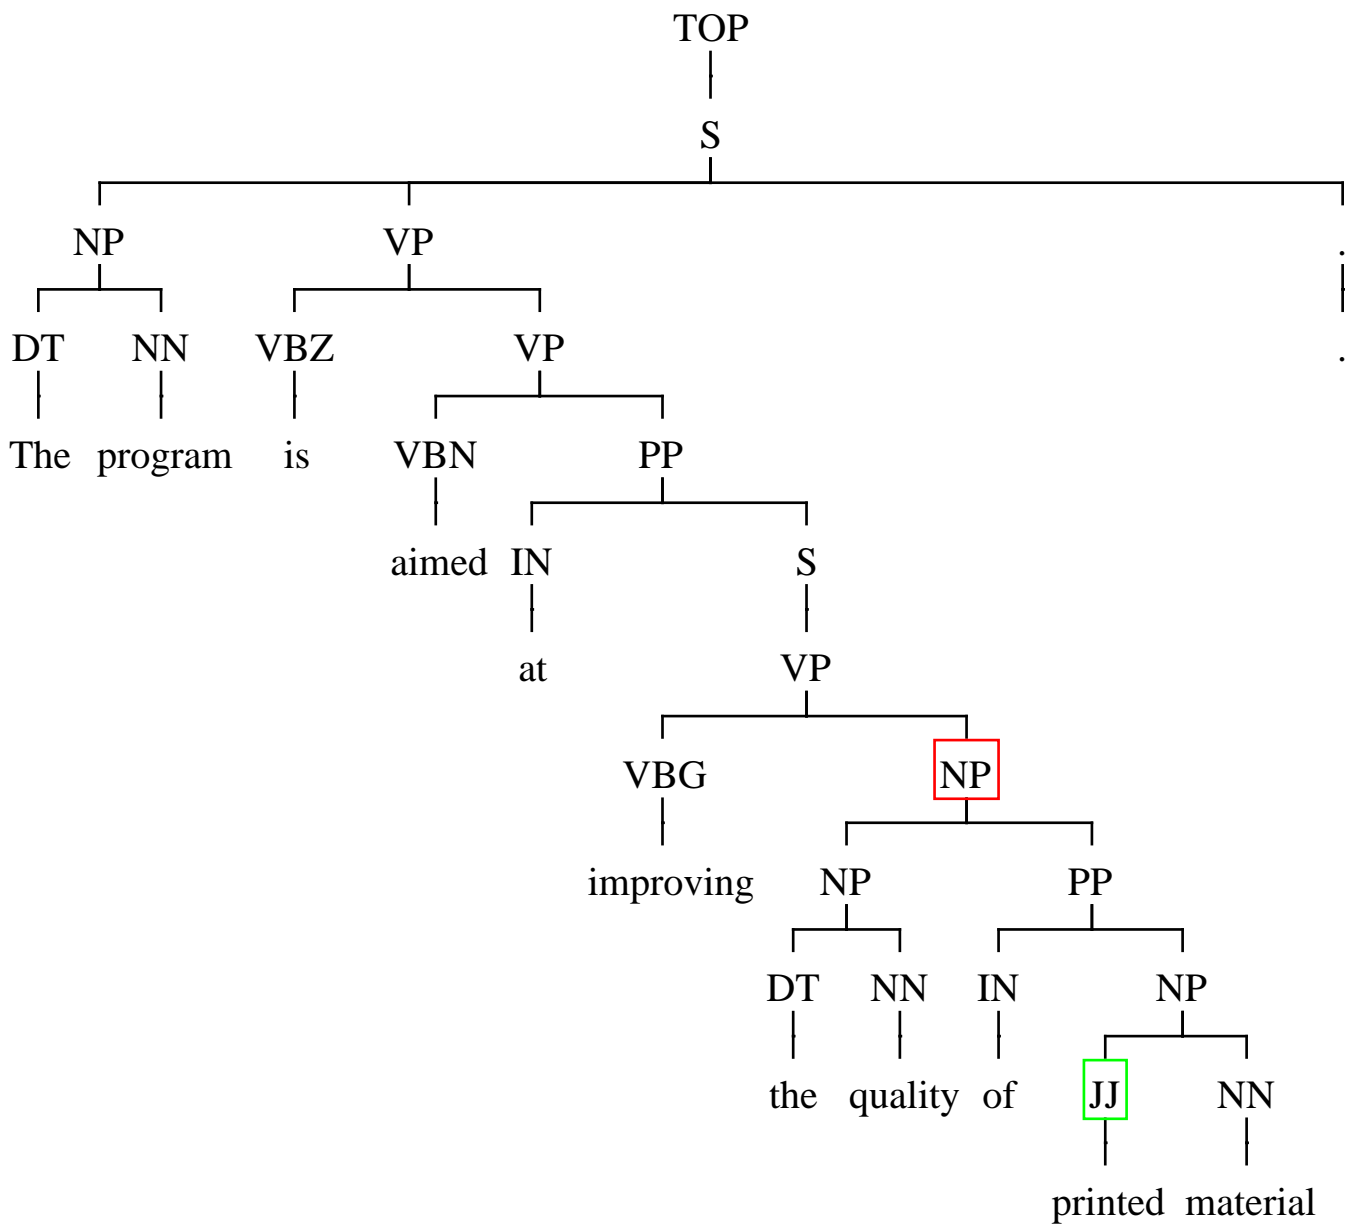 TOP
S
NP VP .
DT NN VBZ VP .
The program is VBN PP
aimed IN S
at VP
VBG NP
improving NP PP
DT NN IN NP
the quality of JJ NN
printed material